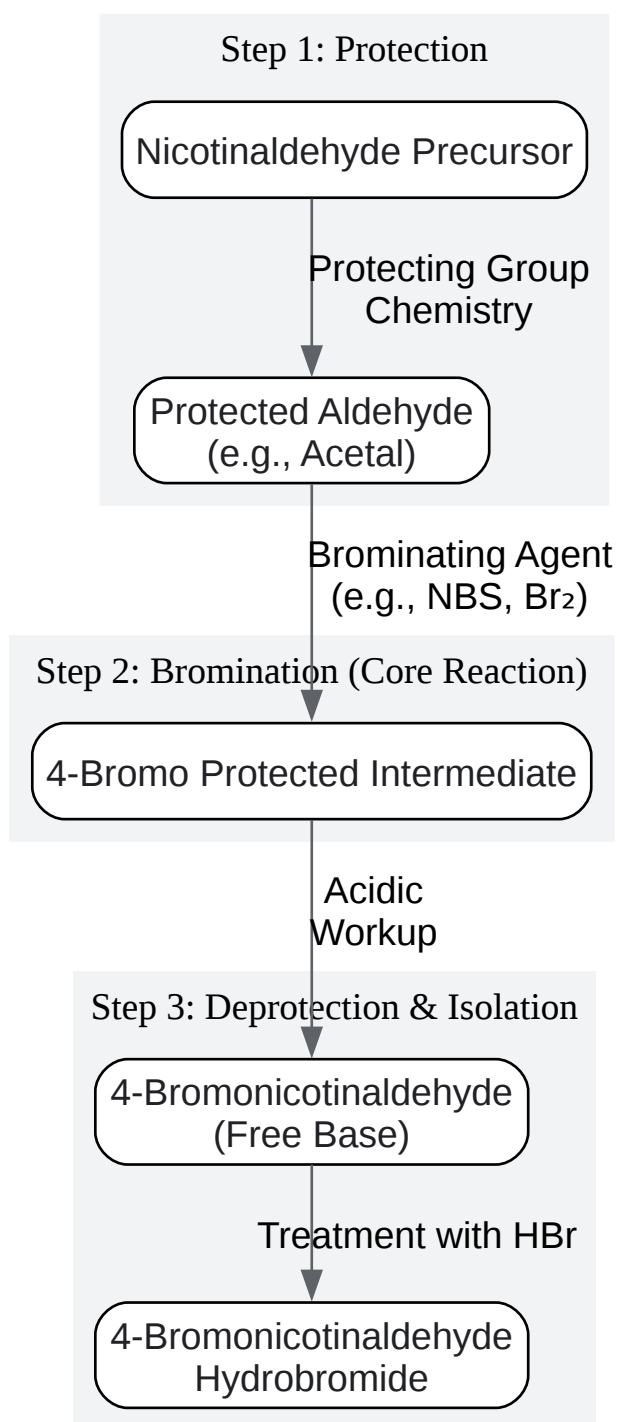 Step 1: Protection
Nicotinaldehyde Precursor
Protecting Group
Chemistry
Protected Aldehyde
(e.g., Acetal)
Brominating Agent
(e.g., NBS, Br₂)
Step 2: Bromination (Core Reaction)
4-Bromo Protected Intermediate
Acidic
Workup
Step 3: Deprotection & Isolation
4-Bromonicotinaldehyde
(Free Base)
Treatment with HBr
4-Bromonicotinaldehyde
Hydrobromide